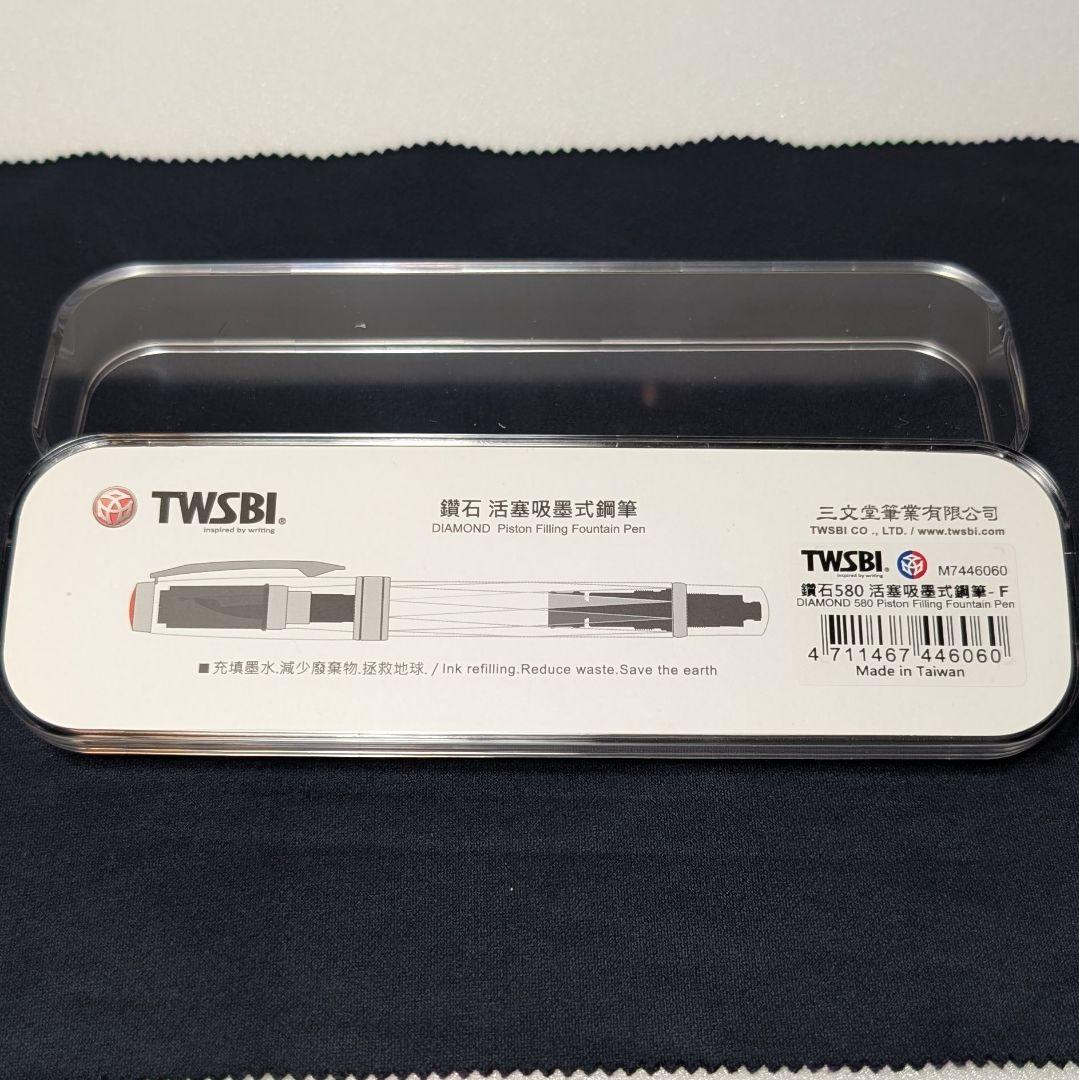 TWSBI®
inspired by writing
鑽石 活塞吸墨式鋼筆
DIAMOND Piston Filling Fountain Pen
三文堂筆業有限公司
TWSBI CO ., LTD. / www.twsbi.com
■ 充填墨水.減少廢棄物.拯救地球. / Ink refilling.Reduce waste.Save the earth
TWSBI® M7446060
inspired by writing
鑽石580 活塞吸墨式鋼筆- F
DIAMOND 580 Piston Filling Fountain Pen
4 711467 446060
Made in Taiwan